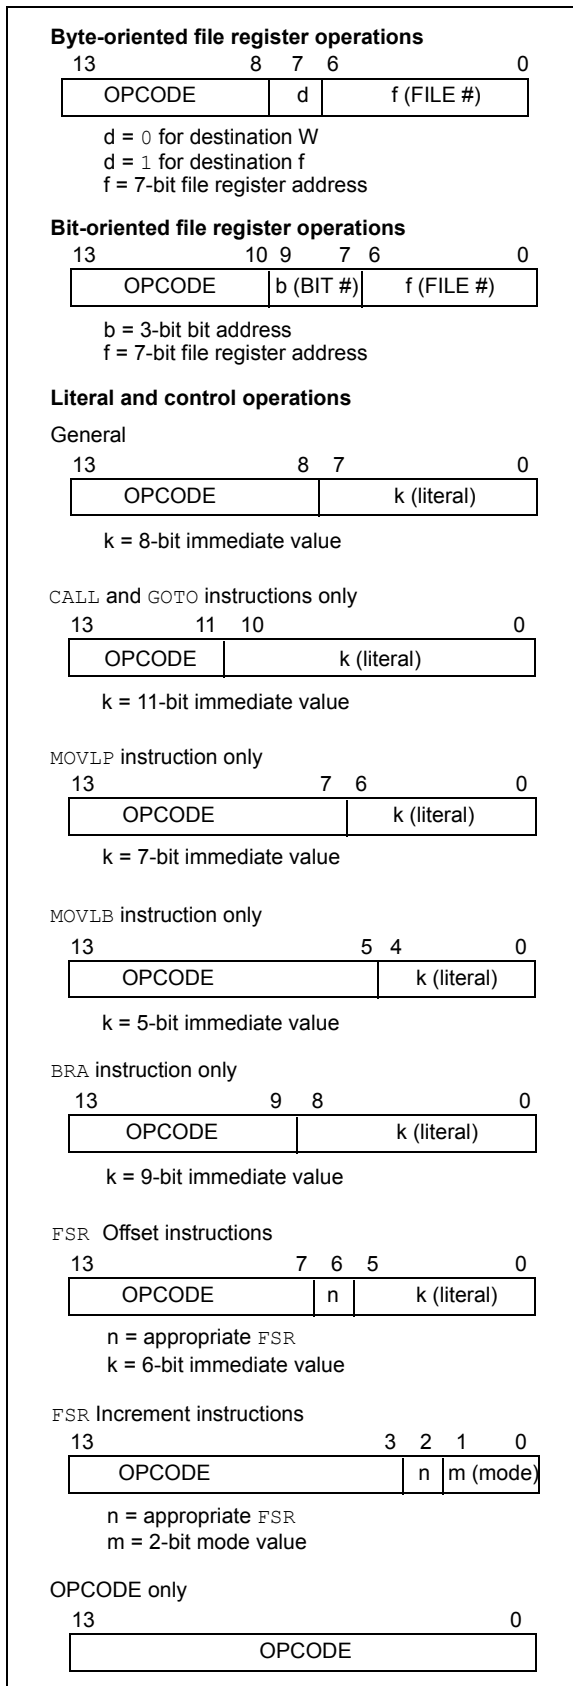 Byte-oriented file register operations
13 8 7 6 0
OPCODE d f (FILE #)
d = 0 for destination W
d = 1 for destination f
f = 7-bit file register address
Bit-oriented file register operations
13 10 9 7 6 0
OPCODE b (BIT #) f (FILE #)
b = 3-bit bit address
f = 7-bit file register address
Literal and control operations
General
13 8 7 0
OPCODE k (literal)
k = 8-bit immediate value
CALL and GOTO instructions only
13 11 10 0
OPCODE k (literal)
k = 11-bit immediate value
MOVLP instruction only
13 7 6 0
OPCODE k (literal)
k = 7-bit immediate value
MOVLB instruction only
13 5 4 0
OPCODE k (literal)
k = 5-bit immediate value
BRA instruction only
13 9 8 0
OPCODE k (literal)
k = 9-bit immediate value
FSR Offset instructions
13 7 6 5 0
OPCODE n k (literal)
n = appropriate FSR
k = 6-bit immediate value
FSR Increment instructions
13 3 2 1 0
OPCODE n m (mode)
n = appropriate FSR
m = 2-bit mode value
OPCODE only
13 0
OPCODE